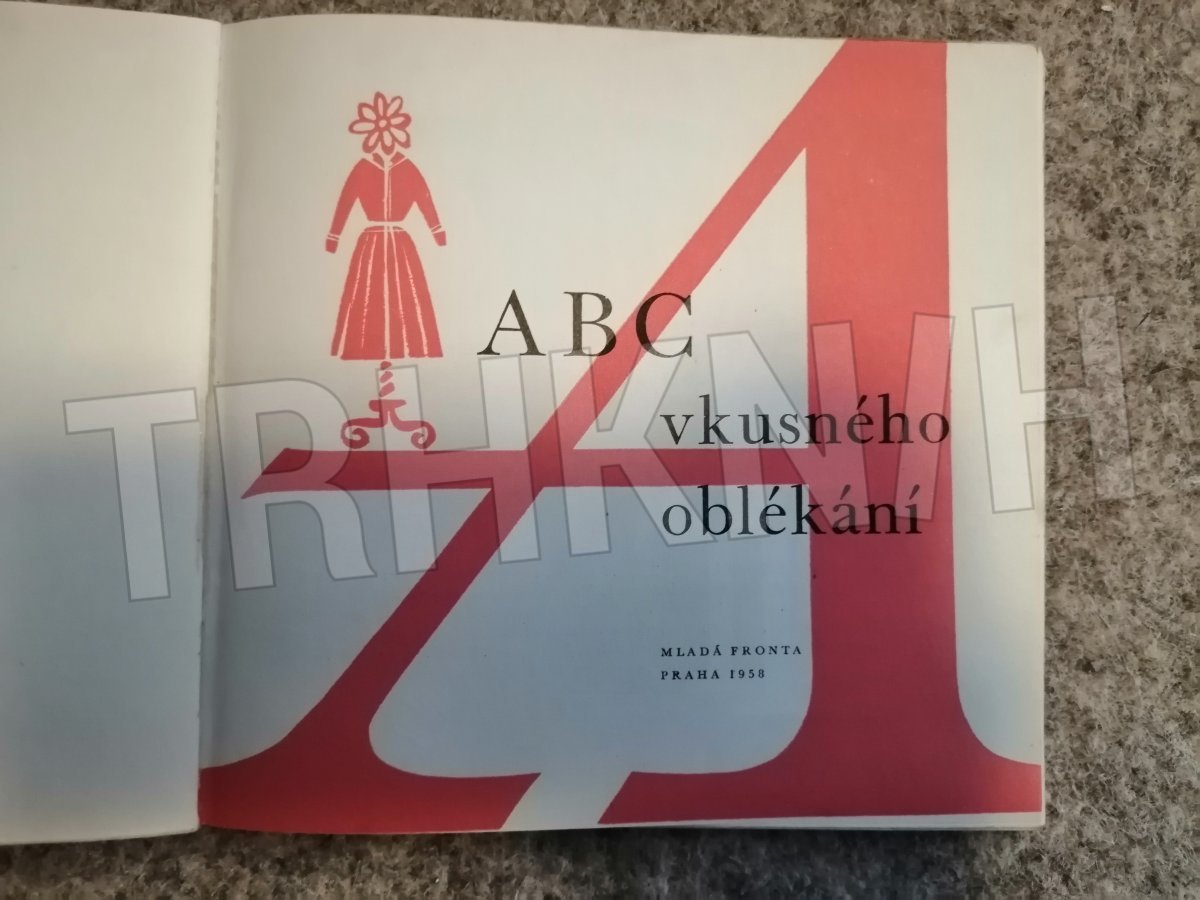 ABC
vkusného
oblékání
MLADÁ FRONTA
PRAHA 1958
TRHKNIH